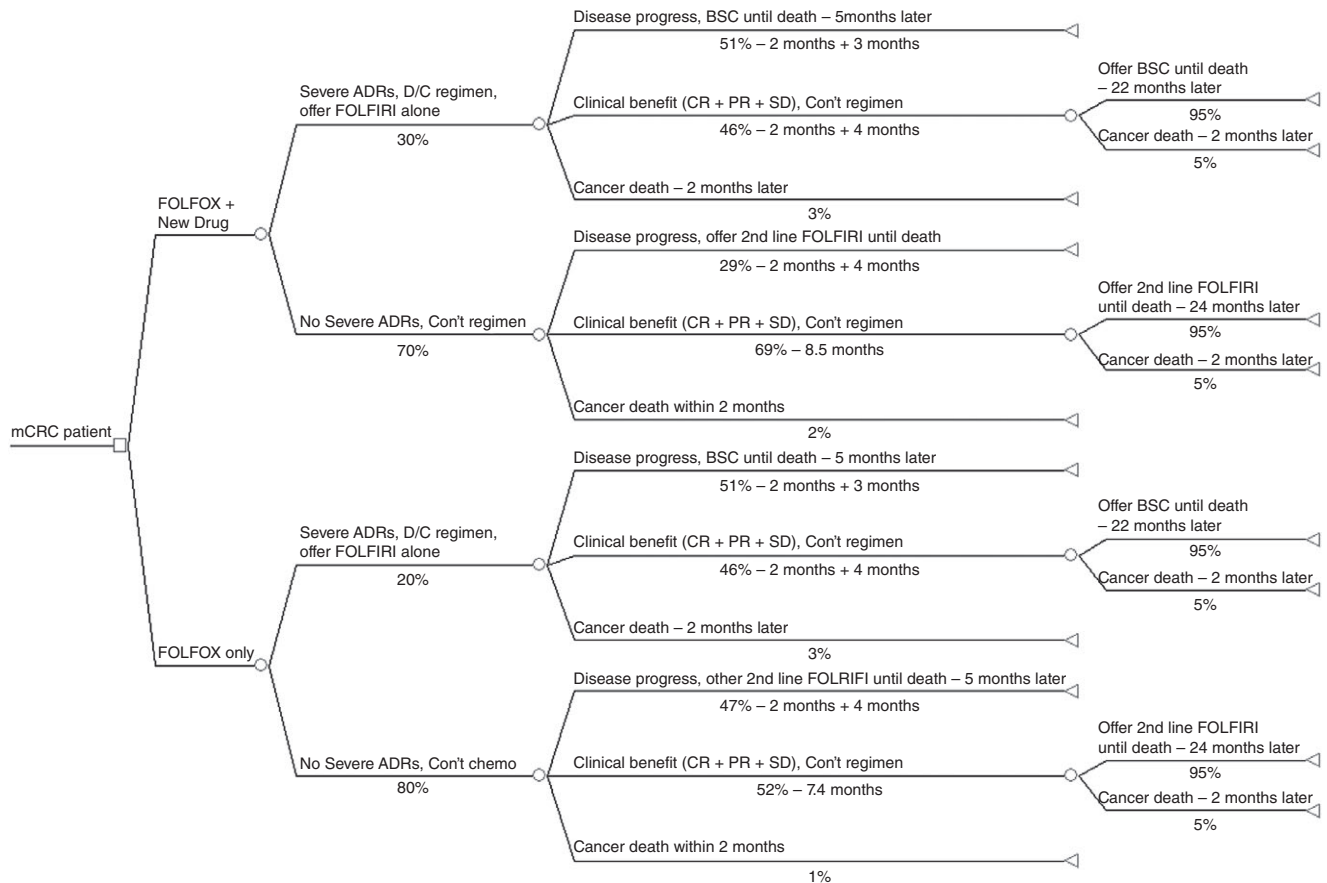 mCRC patient
FOLFOX +
New Drug
Severe ADRs, D/C regimen,
offer FOLFIRI alone
30%
Disease progress, BSC until death – 5months later
51% – 2 months + 3 months
Clinical benefit (CR + PR + SD), Con't regimen
46% – 2 months + 4 months
Offer BSC until death
– 22 months later
95%
Cancer death – 2 months later
5%
Cancer death – 2 months later
3%
No Severe ADRs, Con't regimen
70%
Disease progress, offer 2nd line FOLFIRI until death
29% – 2 months + 4 months
Clinical benefit (CR + PR + SD), Con't regimen
69% – 8.5 months
Offer 2nd line FOLFIRI
until death – 24 months later
95%
Cancer death – 2 months later
5%
Cancer death within 2 months
2%
FOLFOX only
Severe ADRs, D/C regimen,
offer FOLFIRI alone
20%
Disease progress, BSC until death – 5 months later
51% – 2 months + 3 months
Clinical benefit (CR + PR + SD), Con't regimen
46% – 2 months + 4 months
Offer BSC until death
– 22 months later
95%
Cancer death – 2 months later
5%
Cancer death – 2 months later
3%
No Severe ADRs, Con't chemo
80%
Disease progress, other 2nd line FOLRIFI until death – 5 months later
47% – 2 months + 4 months
Clinical benefit (CR + PR + SD), Con't regimen
52% – 7.4 months
Offer 2nd line FOLFIRI
until death – 24 months later
95%
Cancer death – 2 months later
5%
Cancer death within 2 months
1%